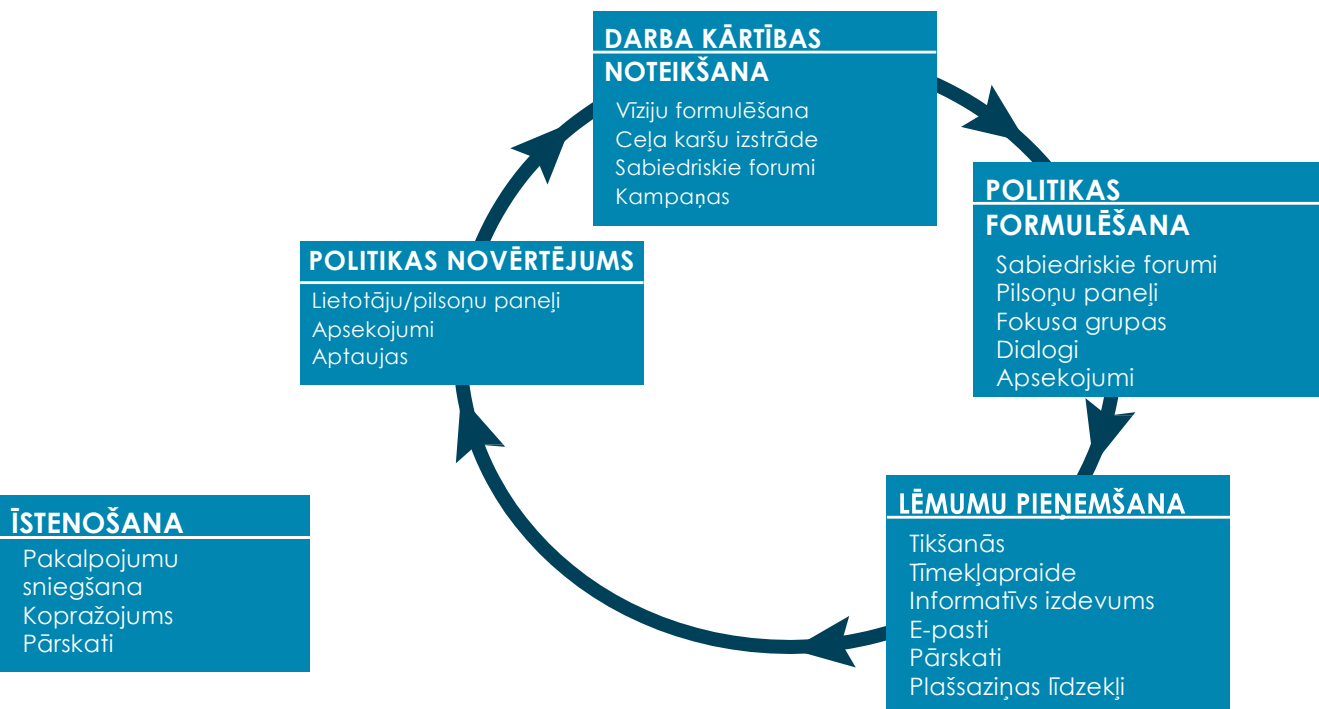 DARBA KĀRTĪBAS
NOTEIKŠANA
Vīziju formulēšana
Ceļa karšu izstrāde
Sabiedriskie forumi
Kampaņas
POLITIKAS
FORMULĒŠANA
Sabiedriskie forumi
Pilsoņu paneļi
Fokusa grupas
Dialogi
Apsekojumi
LĒMUMU PIEŅEMŠANA
Tikšanās
Tīmekļapraide
Informatīvs izdevums
E-pasti
Pārskati
Plašsaziņas līdzekļi
ĪSTENOŠANA
Pakalpojumu
sniegšana
Kopražojums
Pārskati
POLITIKAS NOVĒRTĒJUMS
Lietotāju/pilsoņu paneļi
Apsekojumi
Aptaujas